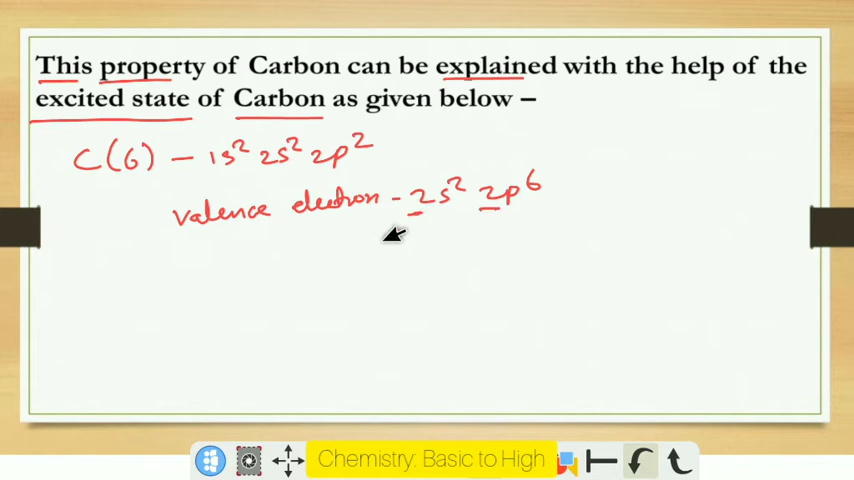 This property of Carbon can be explained with the help of the
excited state of Carbon as given below –
C(6) – 1s² 2s² 2p²
valence electron - 2s² 2p⁶
Chemistry: Basic to High